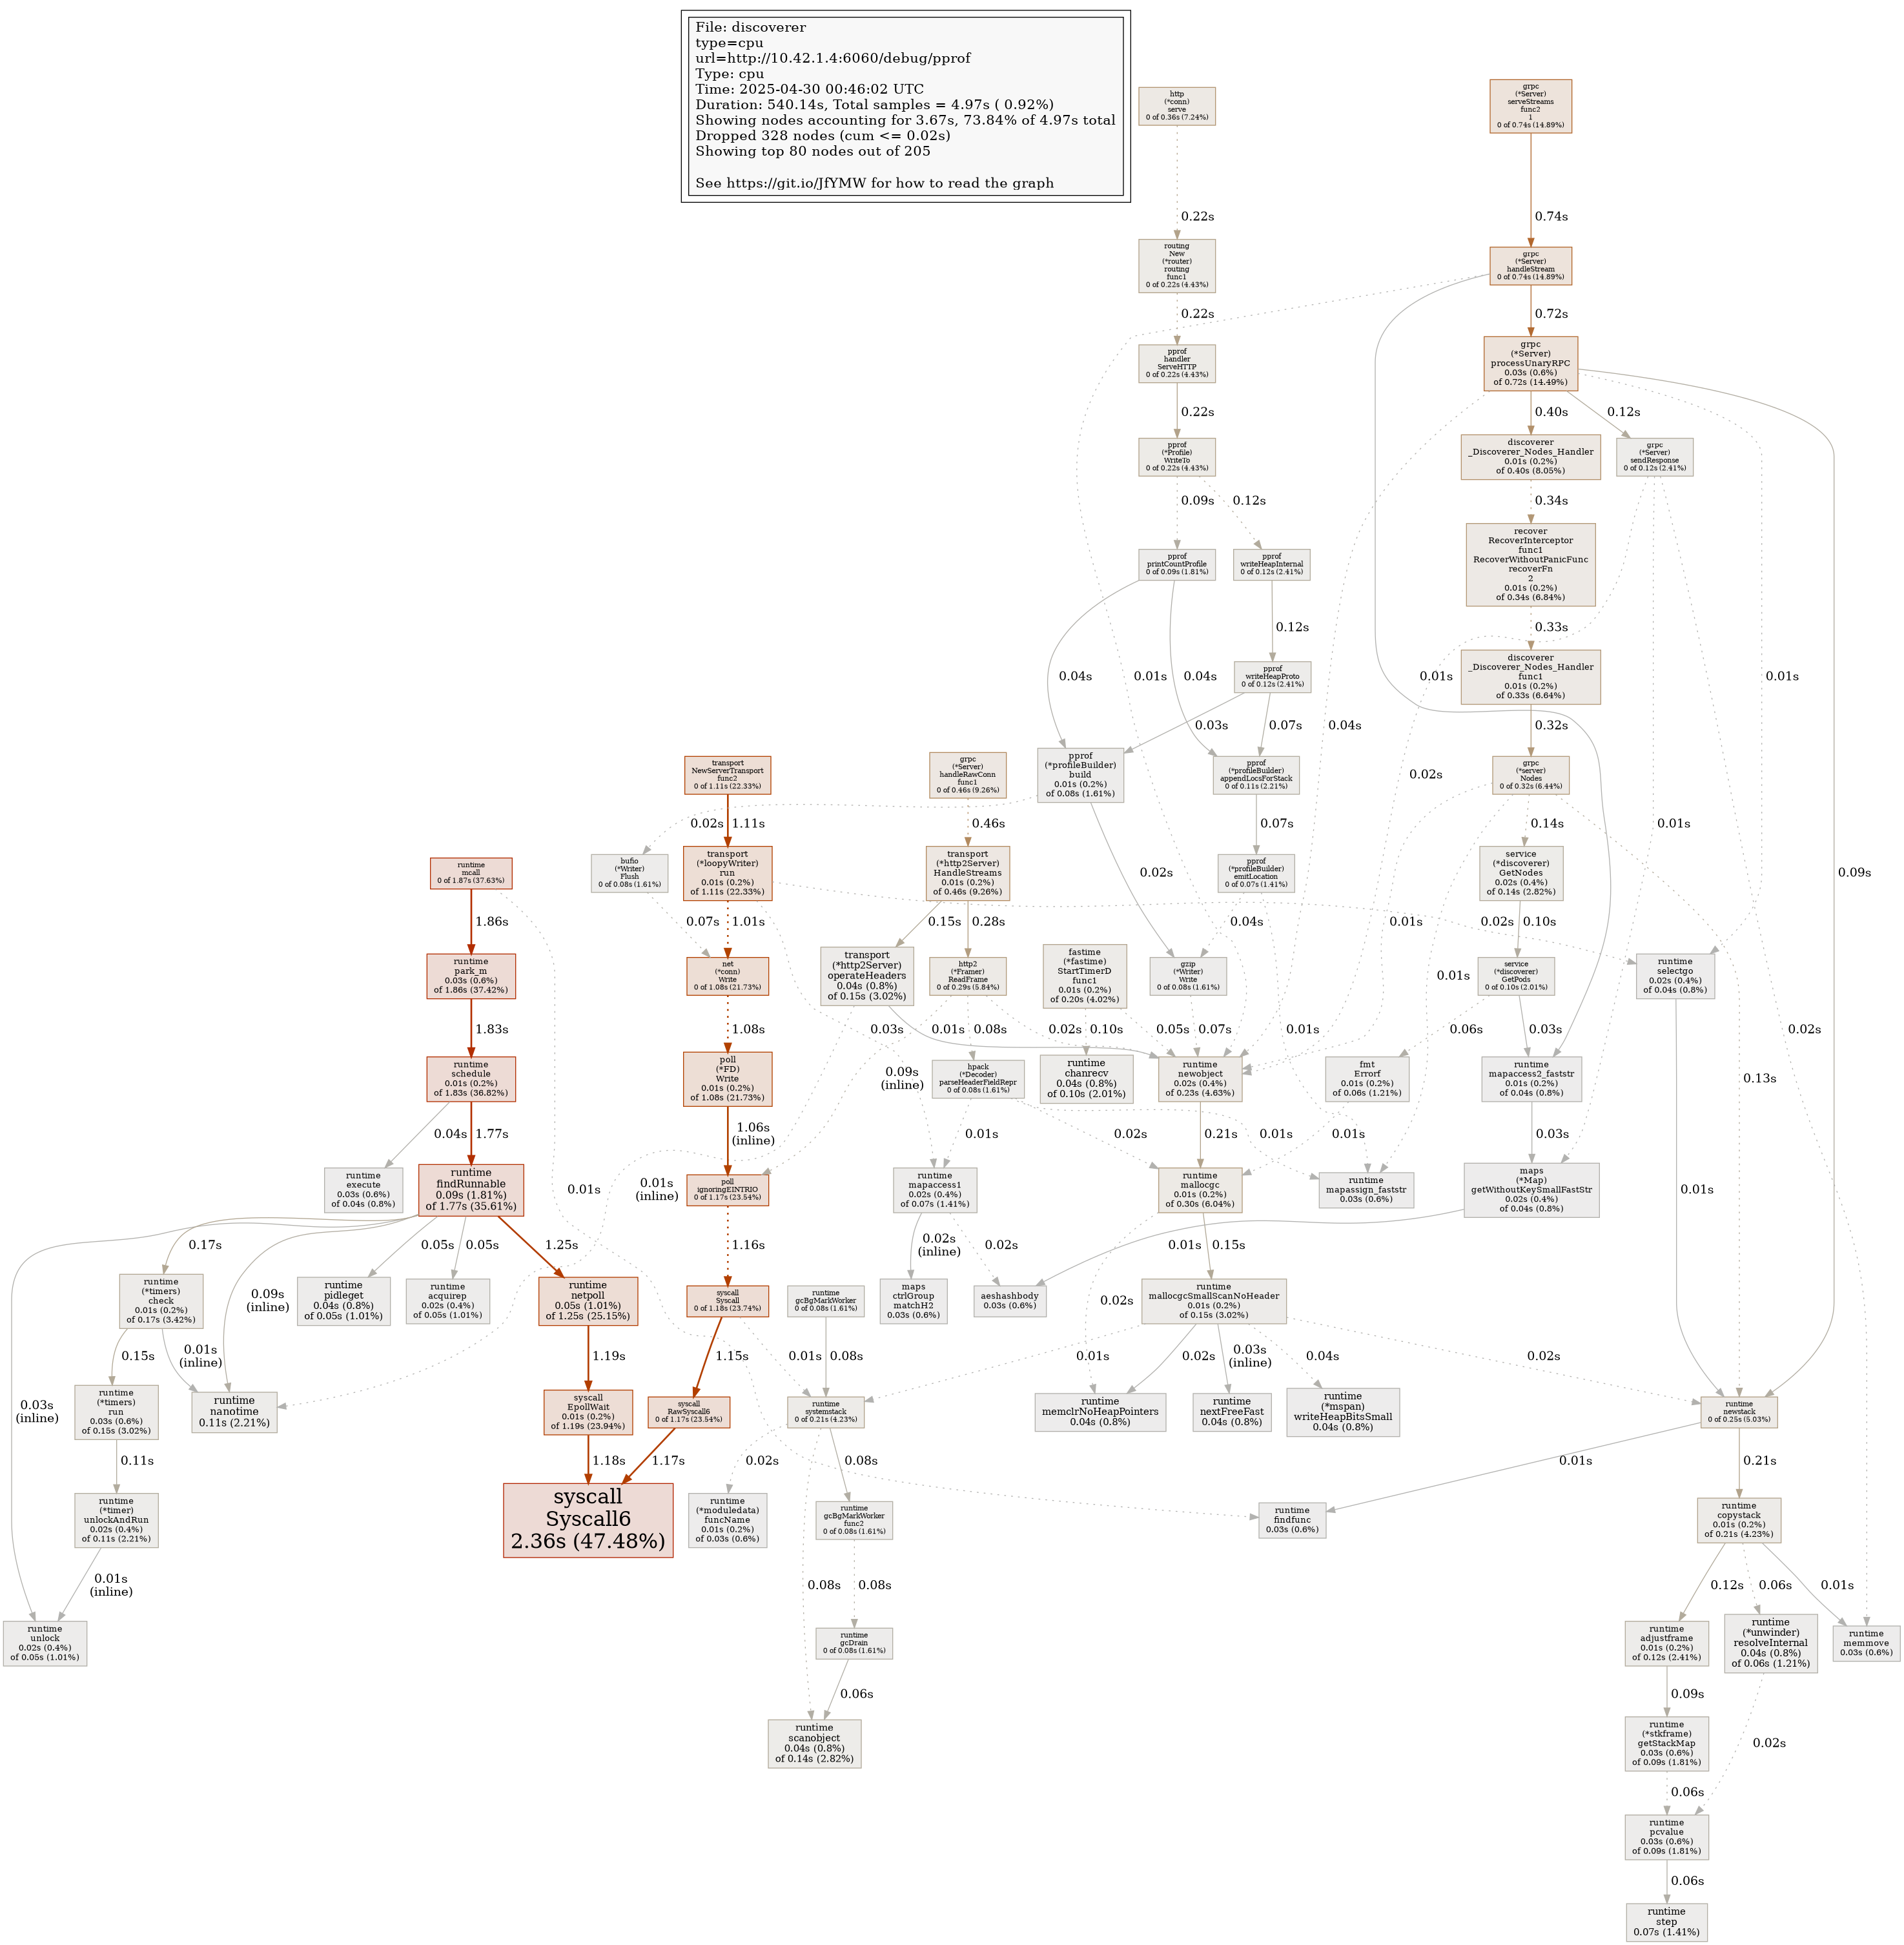 File: discoverer
type=cpu
url=http://10.42.1.4:6060/debug/pprof
Type: cpu
Time: 2025-04-30 00:46:02 UTC
Duration: 540.14s, Total samples = 4.97s ( 0.92%)
Showing nodes accounting for 3.67s, 73.84% of 4.97s total
Dropped 328 nodes (cum <= 0.02s)
Showing top 80 nodes out of 205
See https://git.io/JfYMW for how to read the graph
http
(*conn)
serve
0 of 0.36s (7.24%)
grpc
(*Server)
serveStreams
func2
1
0 of 0.74s (14.89%)
0.22s
0.74s
routing
New
(*router)
routing
func1
0 of 0.22s (4.43%)
grpc
(*Server)
handleStream
0 of 0.74s (14.89%)
0.22s
0.72s
pprof
handler
ServeHTTP
0 of 0.22s (4.43%)
grpc
(*Server)
processUnaryRPC
0.03s (0.6%)
of 0.72s (14.49%)
0.22s
0.40s
0.12s
pprof
(*Profile)
WriteTo
0 of 0.22s (4.43%)
discoverer
_Discoverer_Nodes_Handler
0.01s (0.2%)
of 0.40s (8.05%)
grpc
(*Server)
sendResponse
0 of 0.12s (2.41%)
0.09s
0.12s
0.34s
pprof
printCountProfile
0 of 0.09s (1.81%)
pprof
writeHeapInternal
0 of 0.12s (2.41%)
recover
RecoverInterceptor
func1
RecoverWithoutPanicFunc
recoverFn
2
0.01s (0.2%)
of 0.34s (6.84%)
0.12s
0.33s
0.04s
0.04s
0.01s
0.01s
0.01s
pprof
writeHeapProto
0 of 0.12s (2.41%)
discoverer
_Discoverer_Nodes_Handler
func1
0.01s (0.2%)
of 0.33s (6.64%)
0.03s
0.07s
0.04s
0.32s
transport
NewServerTransport
func2
0 of 1.11s (22.33%)
grpc
(*Server)
handleRawConn
func1
0 of 0.46s (9.26%)
pprof
(*profileBuilder)
build
0.01s (0.2%)
of 0.08s (1.61%)
pprof
(*profileBuilder)
appendLocsForStack
0 of 0.11s (2.21%)
0.02s
grpc
(*server)
Nodes
0 of 0.32s (6.44%)
0.02s
1.11s
0.46s
0.07s
0.14s
0.01s
runtime
mcall
0 of 1.87s (37.63%)
bufio
(*Writer)
Flush
0 of 0.08s (1.61%)
transport
(*loopyWriter)
run
0.01s (0.2%)
of 1.11s (22.33%)
transport
(*http2Server)
HandleStreams
0.01s (0.2%)
of 0.46s (9.26%)
0.02s
pprof
(*profileBuilder)
emitLocation
0 of 0.07s (1.41%)
service
(*discoverer)
GetNodes
0.02s (0.4%)
of 0.14s (2.82%)
0.09s
1.86s
0.07s
1.01s
0.15s
0.28s
0.04s
0.01s
0.02s
0.10s
runtime
park_m
0.03s (0.6%)
of 1.86s (37.42%)
net
(*conn)
Write
0 of 1.08s (21.73%)
transport
(*http2Server)
operateHeaders
0.04s (0.8%)
of 0.15s (3.02%)
http2
(*Framer)
ReadFrame
0 of 0.29s (5.84%)
fastime
(*fastime)
StartTimerD
func1
0.01s (0.2%)
of 0.20s (4.02%)
gzip
(*Writer)
Write
0 of 0.08s (1.61%)
0.01s
service
(*discoverer)
GetPods
0 of 0.10s (2.01%)
runtime
selectgo
0.02s (0.4%)
of 0.04s (0.8%)
1.83s
1.08s
0.03s
0.01s
0.08s
0.02s
0.10s
0.05s
0.07s
0.01s
0.06s
0.03s
0.02s
runtime
schedule
0.01s (0.2%)
of 1.83s (36.82%)
poll
(*FD)
Write
0.01s (0.2%)
of 1.08s (21.73%)
0.09s
(inline)
hpack
(*Decoder)
parseHeaderFieldRepr
0 of 0.08s (1.61%)
runtime
chanrecv
0.04s (0.8%)
of 0.10s (2.01%)
runtime
newobject
0.02s (0.4%)
of 0.23s (4.63%)
fmt
Errorf
0.01s (0.2%)
of 0.06s (1.21%)
runtime
mapaccess2_faststr
0.01s (0.2%)
of 0.04s (0.8%)
0.13s
0.04s
1.77s
1.06s
(inline)
0.01s
0.02s
0.01s
0.21s
0.01s
0.03s
runtime
execute
0.03s (0.6%)
of 0.04s (0.8%)
runtime
findRunnable
0.09s (1.81%)
of 1.77s (35.61%)
0.01s
0.01s
(inline)
poll
ignoringEINTRIO
0 of 1.17s (23.54%)
runtime
mapaccess1
0.02s (0.4%)
of 0.07s (1.41%)
runtime
mallocgc
0.01s (0.2%)
of 0.30s (6.04%)
runtime
mapassign_faststr
0.03s (0.6%)
maps
(*Map)
getWithoutKeySmallFastStr
0.02s (0.4%)
of 0.04s (0.8%)
0.01s
0.17s
0.05s
0.05s
1.25s
1.16s
0.02s
(inline)
0.02s
0.01s
0.15s
runtime
(*timers)
check
0.01s (0.2%)
of 0.17s (3.42%)
0.09s
(inline)
runtime
pidleget
0.04s (0.8%)
of 0.05s (1.01%)
runtime
acquirep
0.02s (0.4%)
of 0.05s (1.01%)
runtime
netpoll
0.05s (1.01%)
of 1.25s (25.15%)
syscall
Syscall
0 of 1.18s (23.74%)
runtime
gcBgMarkWorker
0 of 0.08s (1.61%)
maps
ctrlGroup
matchH2
0.03s (0.6%)
aeshashbody
0.03s (0.6%)
0.02s
runtime
mallocgcSmallScanNoHeader
0.01s (0.2%)
of 0.15s (3.02%)
0.15s
0.01s
(inline)
1.19s
1.15s
0.01s
0.08s
0.01s
0.02s
0.03s
(inline)
0.04s
0.02s
0.03s
(inline)
runtime
(*timers)
run
0.03s (0.6%)
of 0.15s (3.02%)
runtime
nanotime
0.11s (2.21%)
syscall
EpollWait
0.01s (0.2%)
of 1.19s (23.94%)
syscall
RawSyscall6
0 of 1.17s (23.54%)
runtime
systemstack
0 of 0.21s (4.23%)
runtime
memclrNoHeapPointers
0.04s (0.8%)
runtime
nextFreeFast
0.04s (0.8%)
runtime
(*mspan)
writeHeapBitsSmall
0.04s (0.8%)
runtime
newstack
0 of 0.25s (5.03%)
0.11s
1.18s
1.17s
0.02s
0.08s
0.01s
0.21s
runtime
(*timer)
unlockAndRun
0.02s (0.4%)
of 0.11s (2.21%)
syscall
Syscall6
2.36s (47.48%)
runtime
(*moduledata)
funcName
0.01s (0.2%)
of 0.03s (0.6%)
runtime
gcBgMarkWorker
func2
0 of 0.08s (1.61%)
runtime
findfunc
0.03s (0.6%)
runtime
copystack
0.01s (0.2%)
of 0.21s (4.23%)
0.01s
(inline)
0.08s
0.08s
0.12s
0.06s
0.01s
runtime
unlock
0.02s (0.4%)
of 0.05s (1.01%)
runtime
gcDrain
0 of 0.08s (1.61%)
runtime
adjustframe
0.01s (0.2%)
of 0.12s (2.41%)
runtime
(*unwinder)
resolveInternal
0.04s (0.8%)
of 0.06s (1.21%)
runtime
memmove
0.03s (0.6%)
0.06s
0.09s
runtime
scanobject
0.04s (0.8%)
of 0.14s (2.82%)
runtime
(*stkframe)
getStackMap
0.03s (0.6%)
of 0.09s (1.81%)
0.02s
0.06s
runtime
pcvalue
0.03s (0.6%)
of 0.09s (1.81%)
0.06s
runtime
step
0.07s (1.41%)